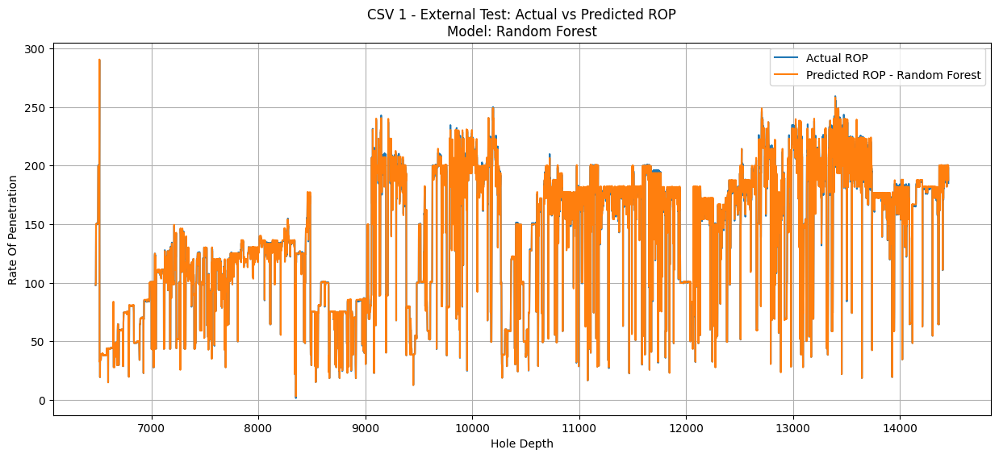 CSV 1 - External Test: Actual vs Predicted ROP
Model: Random Forest
Actual ROP
Predicted ROP - Random Forest
300
250
200
150
100
50
0
Rate Of Penetration
7000 8000 9000 10000 11000 12000 13000 14000
Hole Depth